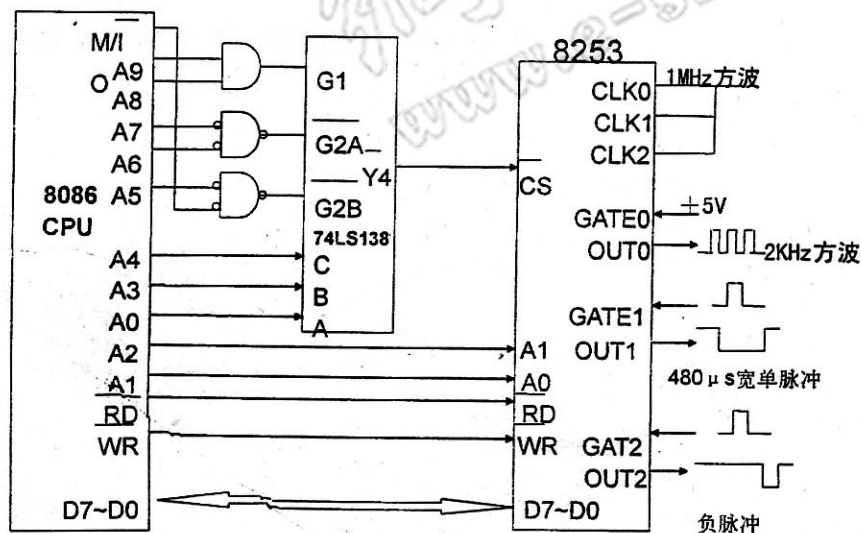 M/I
O
A9
A8
A7
A6
A5
8086
CPU
A4
A3
A0
A2
A1
RD
WR
D7~D0
G1
G2A
Y4
G2B
74LS138
C
B
A
8253
CLK0
1MHz方波
CLK1
CLK2
CS
GATE0
±5V
OUT0
2KHz方波
GATE1
A1
OUT1
A0
480μs宽单脉冲
RD
WR
GAT2
OUT2
D7~D0
负脉冲